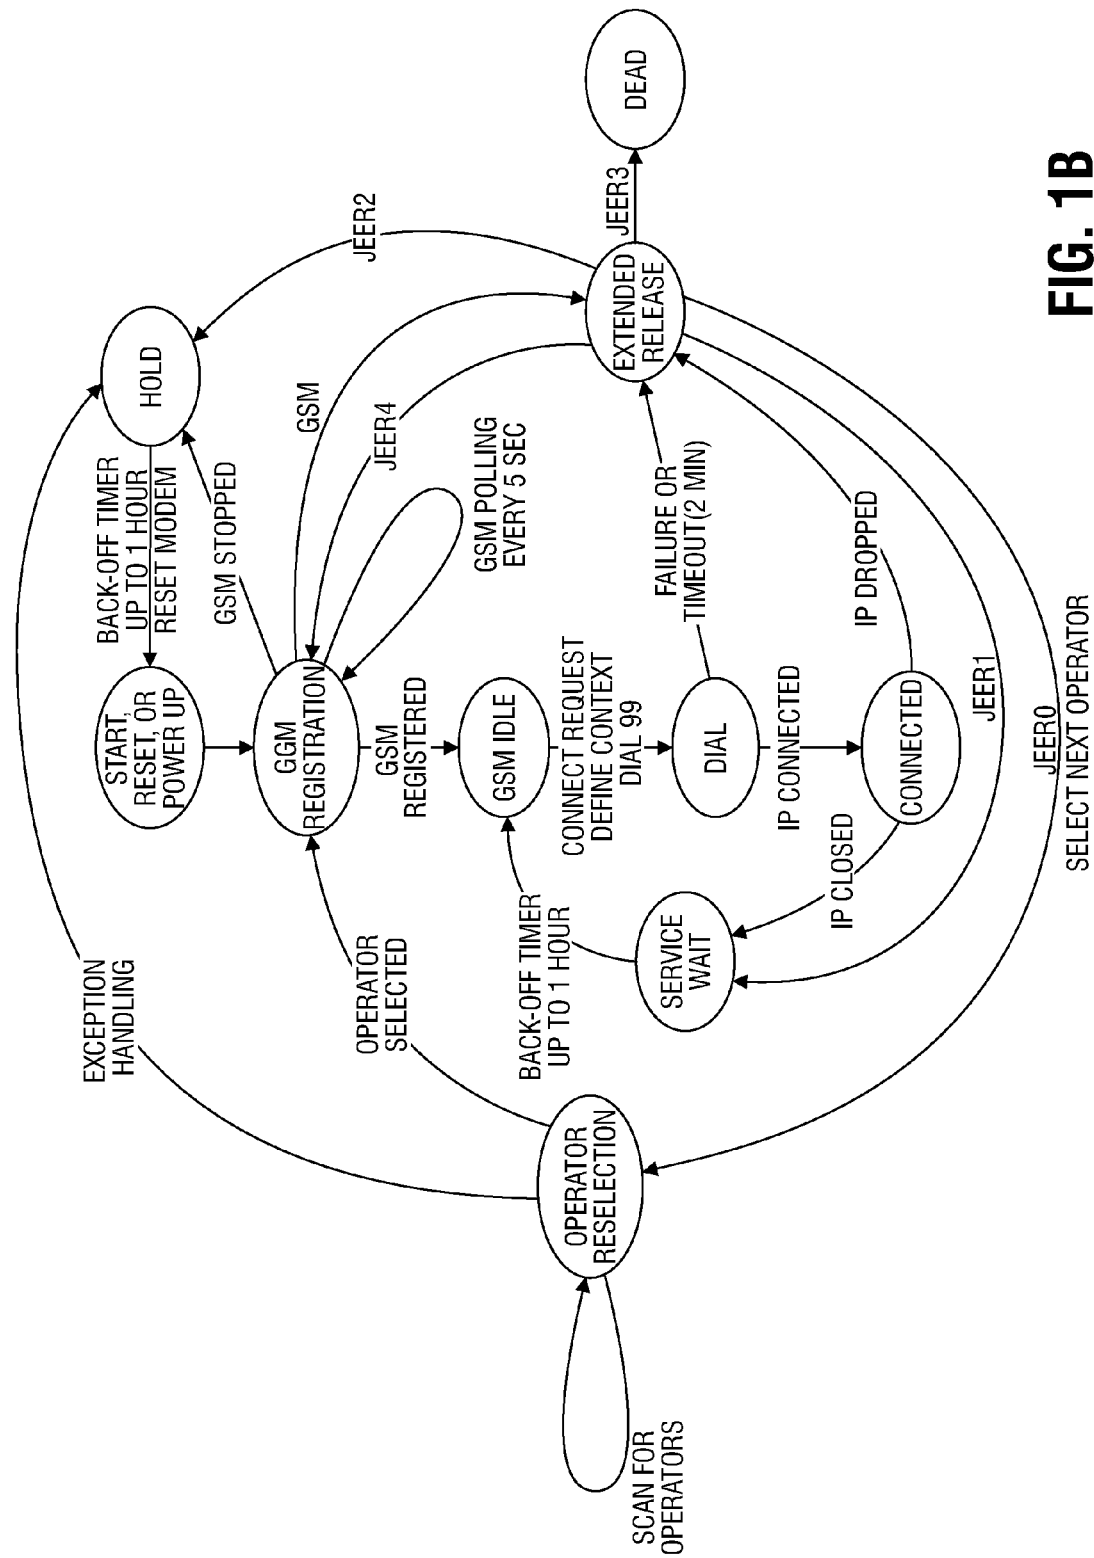 EXCEPTION
HANDLING
HOLD
BACK-OFF TIMER
UP TO 1 HOUR
RESET MODEM
START,
RESET, OR
POWER UP
GSM STOPPED
JEER2
GSM
JEER4
GGM
REGISTRATION
GSM POLLING
EVERY 5 SEC
OPERATOR
SELECTED
GSM
REGISTERED
GSM IDLE
BACK-OFF TIMER
UP TO 1 HOUR
CONNECT REQUEST
DEFINE CONTEXT
DIAL 99
DIAL
FAILURE OR
TIMEOUT(2 MIN)
EXTENDED
RELEASE
JEER3
DEAD
OPERATOR
RESELECTION
SCAN FOR
OPERATORS
SERVICE
WAIT
IP CONNECTED
IP CLOSED
IP DROPPED
CONNECTED
JEER1
JEER0
SELECT NEXT OPERATOR
FIG. 1B